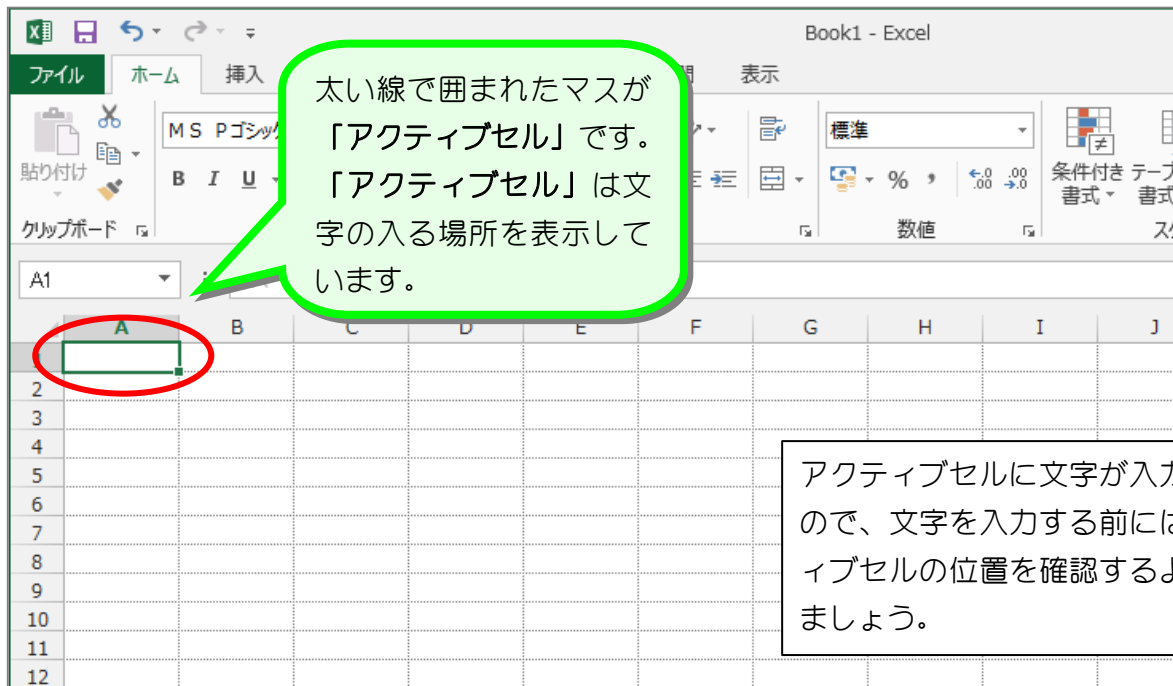 Book1 - Excel
ファイル ホーム 挿入 表示
ＭＳ Ｐゴシック 標準
貼り付け B I U % 条件付き
書式
クリップボード 数値
A1
太い線で囲まれたマスが
「アクティブセル」です。
「アクティブセル」は文
字の入る場所を表示して
います。
A B C D E F G H I J
1
2
3
4
5
6
7
8
9
10
11
12
アクティブセルに文字が入力
ので、文字を入力する前には
ィブセルの位置を確認するよ
ましょう。